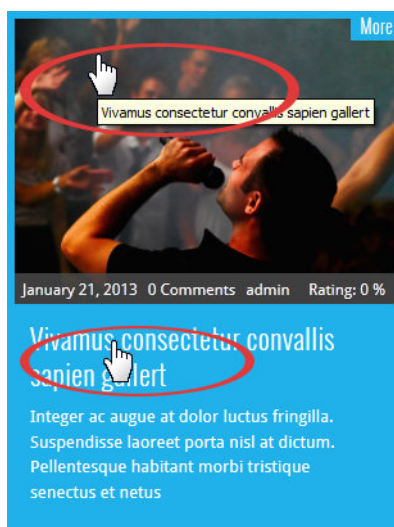 More
Vivamus consectetur convallis sapien gallert
January 21, 2013 0 Comments admin Rating: 0 %
Vivamus consectetur convallis
sapien gallert
Integer ac augue at dolor luctus fringilla.
Suspendisse laoreet porta nisl at dictum.
Pellentesque habitant morbi tristique
senectus et netus